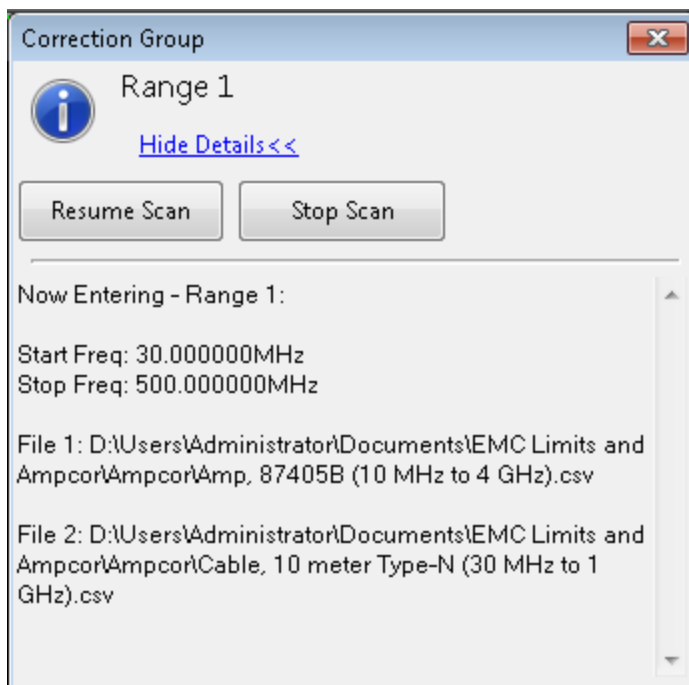 Correction Group
Range 1
Hide Details<<
Resume Scan
Stop Scan
Now Entering - Range 1:
Start Freq: 30.000000MHz
Stop Freq: 500.000000MHz
File 1: D:\Users\Administrator\Documents\EMC Limits and
Ampcor\Ampcor\Amp, 87405B (10 MHz to 4 GHz).csv
File 2: D:\Users\Administrator\Documents\EMC Limits and
Ampcor\Ampcor\Cable, 10 meter Type-N (30 MHz to 1
GHz).csv